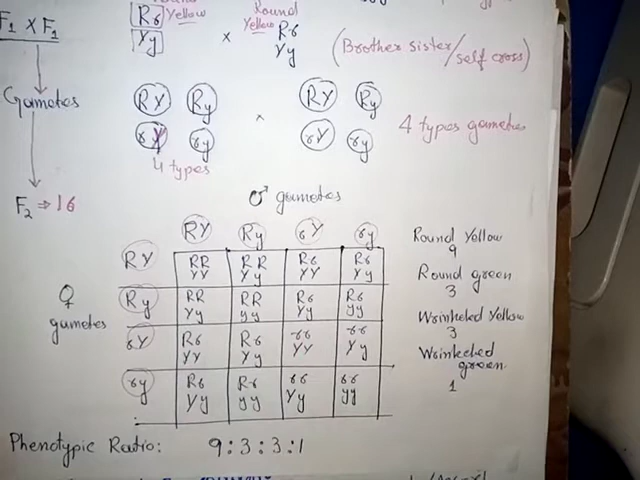 Round
Rr Yellow
Yy
x
Round
Yellow Rr
Yy
F1 X F1
(Brother sister/self cross)
Gametes
RY Ry
rY ry
4 types
x
RY Ry
rY ry
4 types gametes
F2 ⇒ 16
♂ gametes
RY Ry rY ry
♀ gametes
RY RR YY RR Yy Rr YY Rr Yy
Ry RR Yy RR yy Rr Yy Rr yy
rY Rr YY Rr Yy rr YY rr Yy
ry Rr Yy Rr yy rr Yy rr yy
Round Yellow
9
Round green
3
Wrinkeled Yellow
3
Wrinkeled
green
1
Phenotypic Ratio: 9:3:3:1